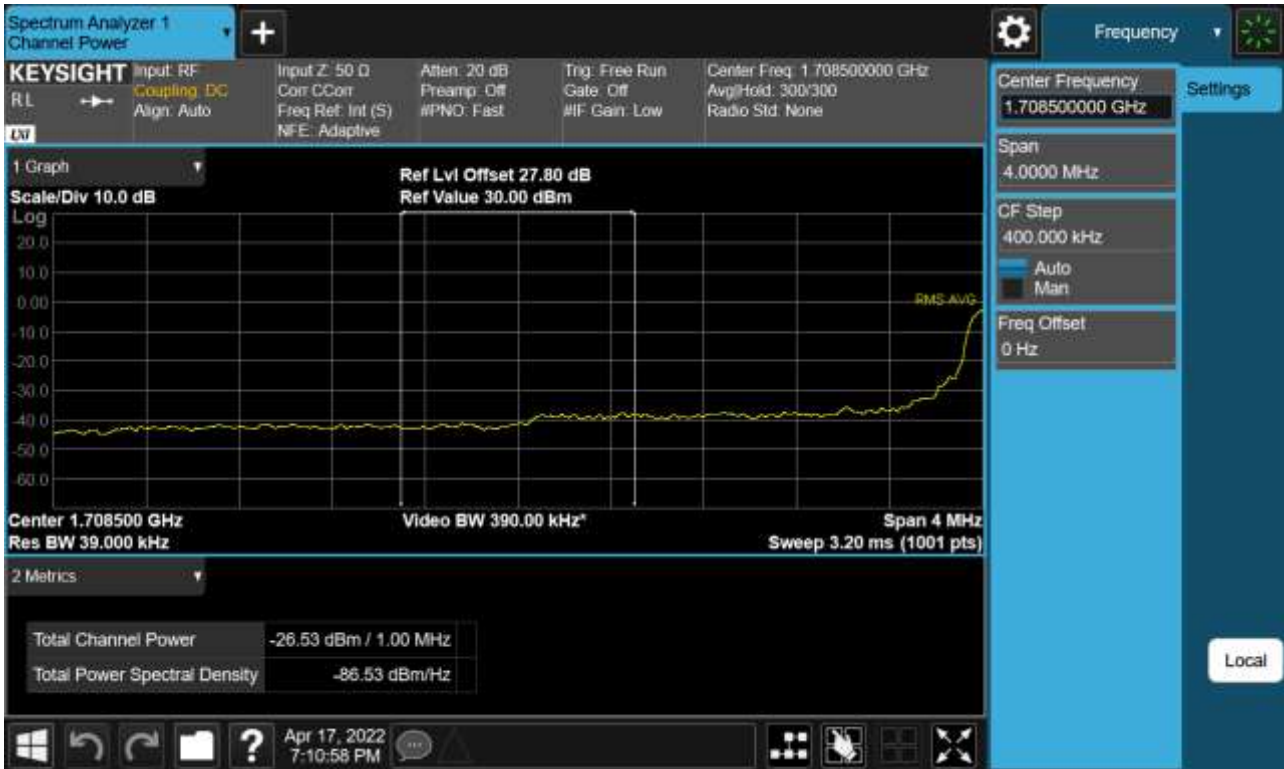 Spectrum Analyzer 1
Channel Power
+
Frequency
KEYSIGHT
RL
LXI
Input: RF
Coupling: DC
Align: Auto
Input Z: 50 Ω
Corr CCorr
Freq Ref: Int (S)
NFE: Adaptive
Atten: 20 dB
Preamp: Off
#PNO: Fast
Trig: Free Run
Gate: Off
#IF Gain: Low
Center Freq: 1.708500000 GHz
Avg|Hold: 300/300
Radio Std: None
Center Frequency
1.708500000 GHz
Settings
Span
4.0000 MHz
CF Step
400.000 kHz
Auto
Man
Freq Offset
0 Hz
1 Graph
Scale/Div 10.0 dB
Ref Lvl Offset 27.80 dB
Ref Value 30.00 dBm
Log
20.0
10.0
0.00
-10.0
-20.0
-30.0
-40.0
-50.0
-60.0
RMS AVG
Center 1.708500 GHz
Res BW 39.000 kHz
Video BW 390.00 kHz*
Span 4 MHz
Sweep 3.20 ms (1001 pts)
2 Metrics
Total Channel Power -26.53 dBm / 1.00 MHz
Total Power Spectral Density -86.53 dBm/Hz
Local
?
Apr 17, 2022
7:10:58 PM